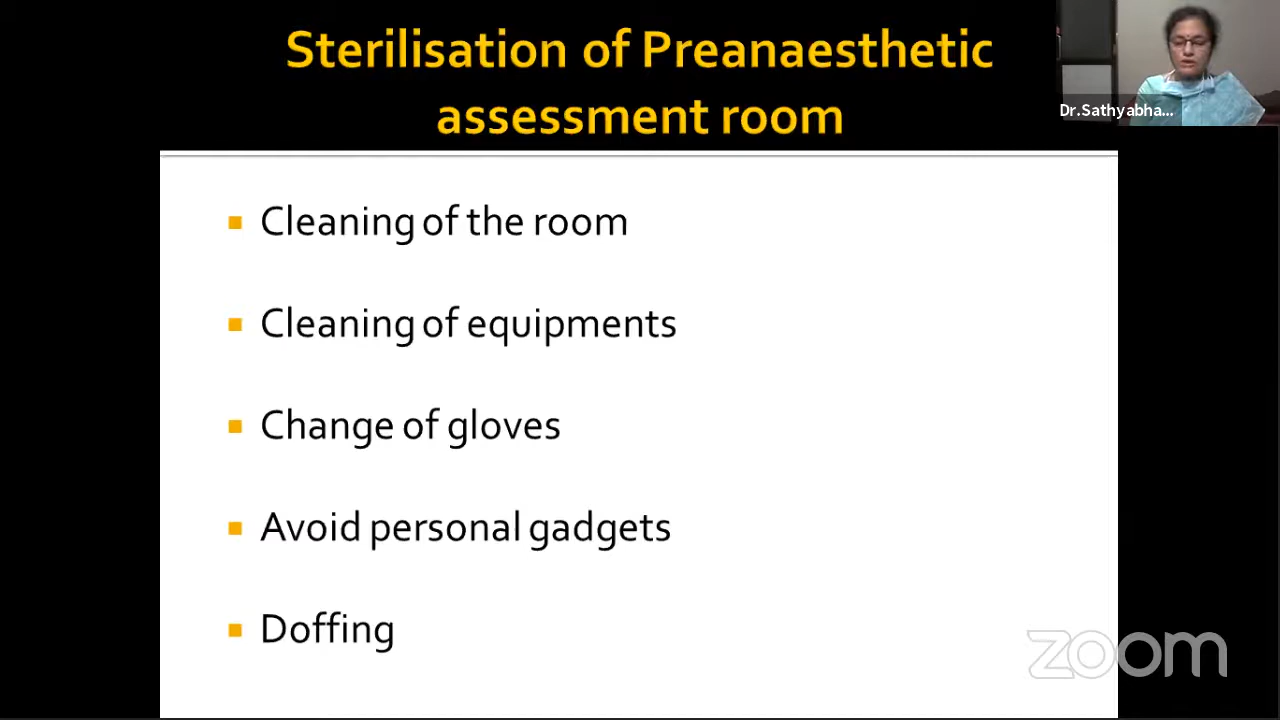 Sterilisation of Preanaesthetic
assessment room
Dr.Sathyabha...
Cleaning of the room
Cleaning of equipments
Change of gloves
Avoid personal gadgets
Doffing
zoom